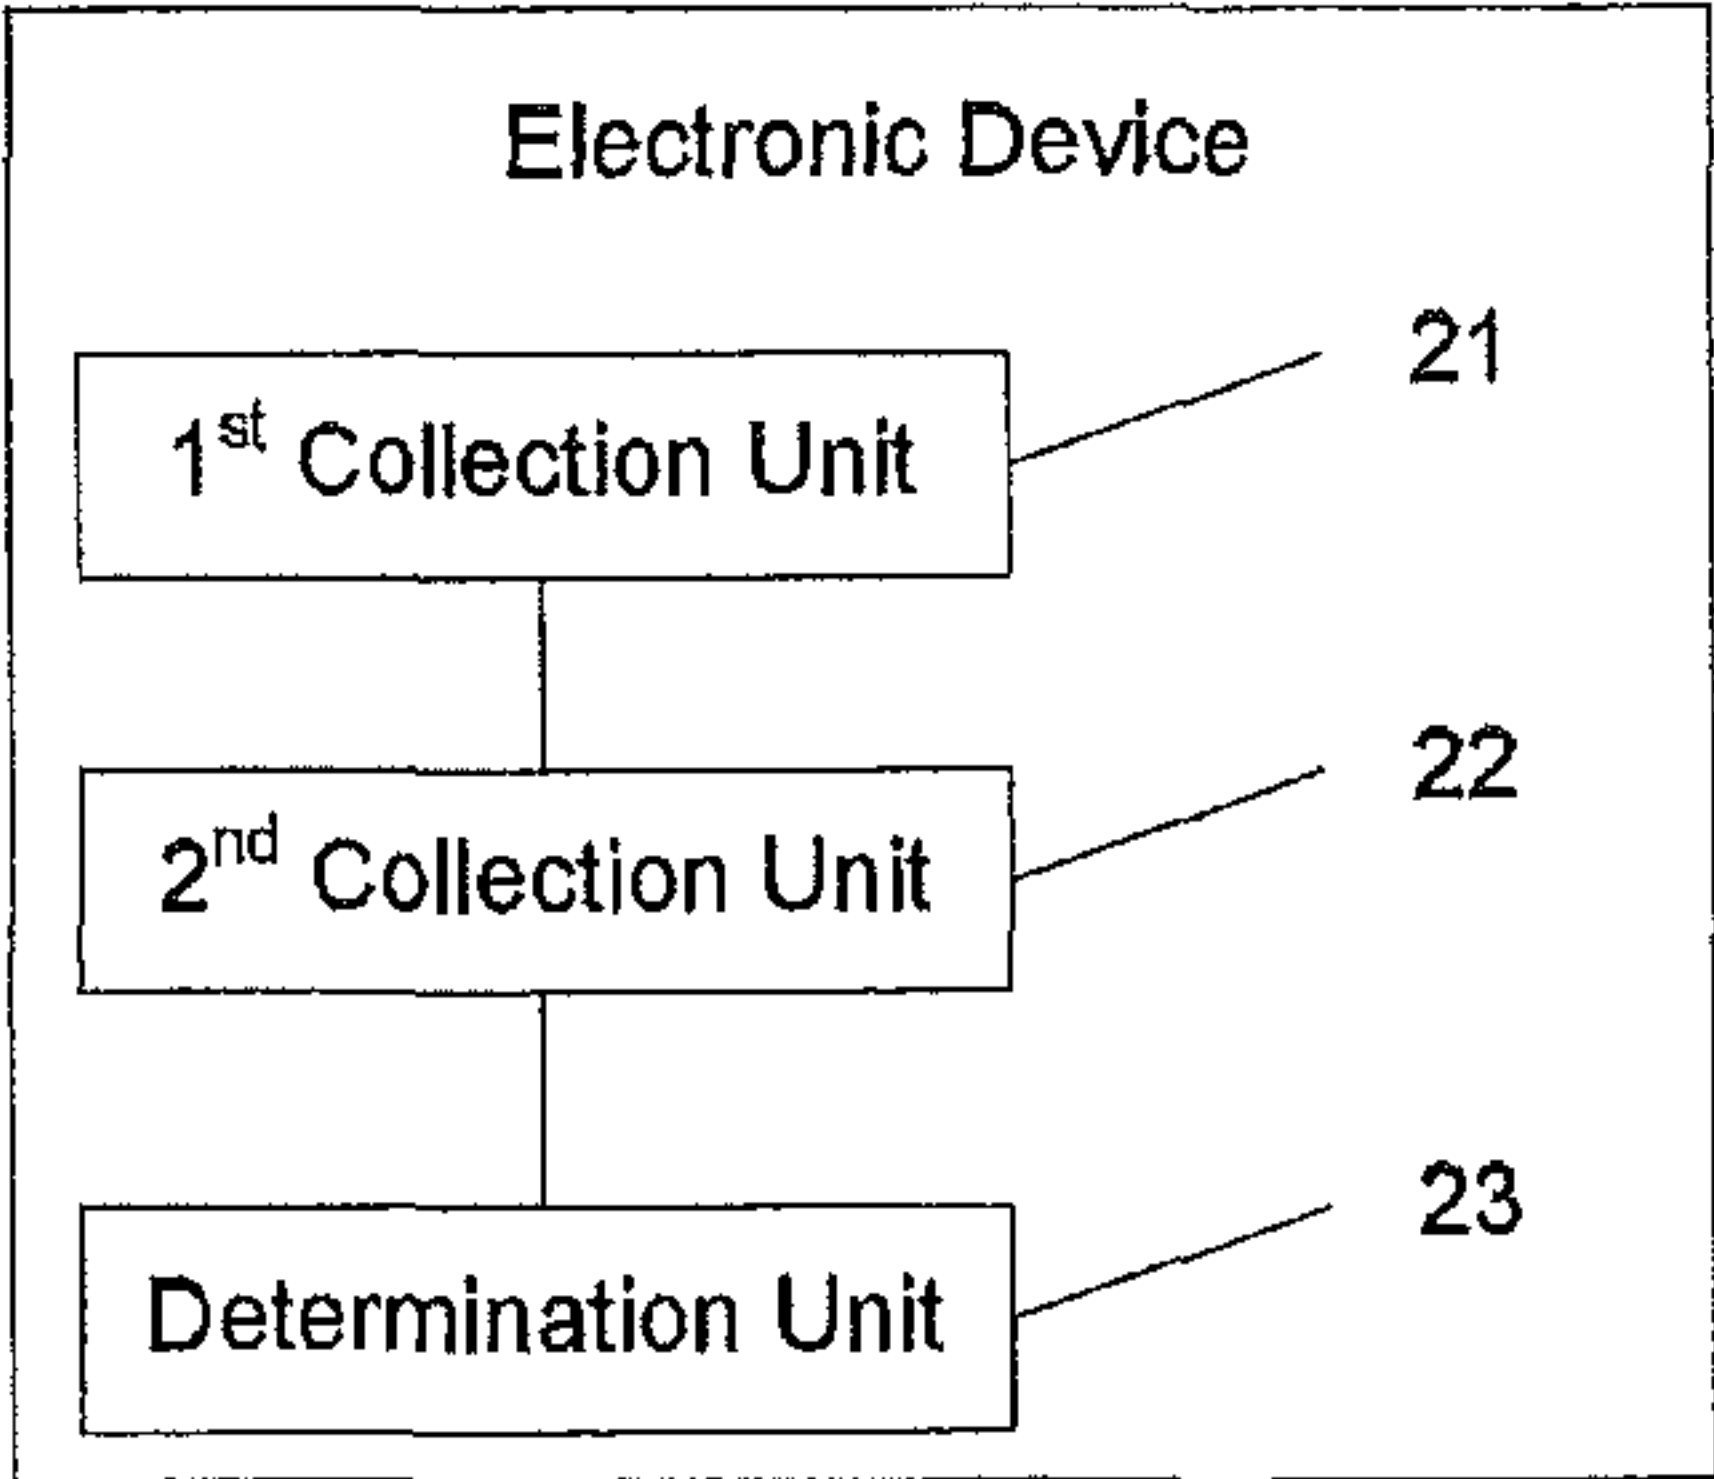 Electronic Device
21
1st Collection Unit
22
2nd Collection Unit
23
Determination Unit